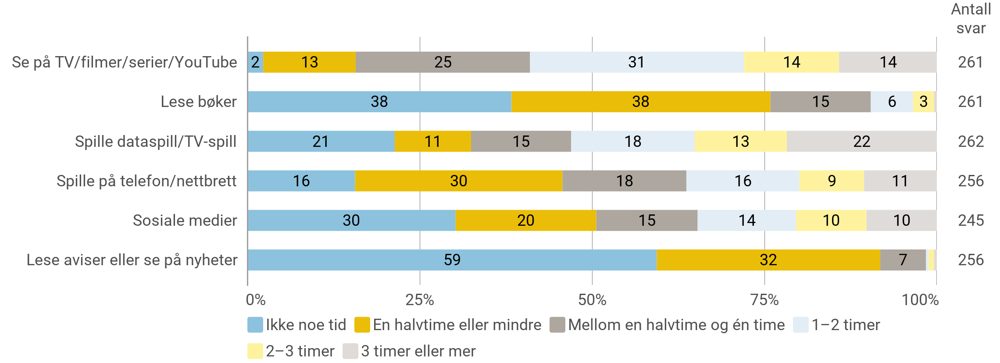 Antall
svar
Se på TV/filmer/serier/YouTube 2 13 25 31 14 14 261
Lese bøker 38 38 15 6 3 261
Spille dataspill/TV-spill 21 11 15 18 13 22 262
Spille på telefon/nettbrett 16 30 18 16 9 11 256
Sosiale medier 30 20 15 14 10 10 245
Lese aviser eller se på nyheter 59 32 7 256
0% 25% 50% 75% 100%
Ikke noe tid En halvtime eller mindre Mellom en halvtime og én time 1–2 timer
2–3 timer 3 timer eller mer